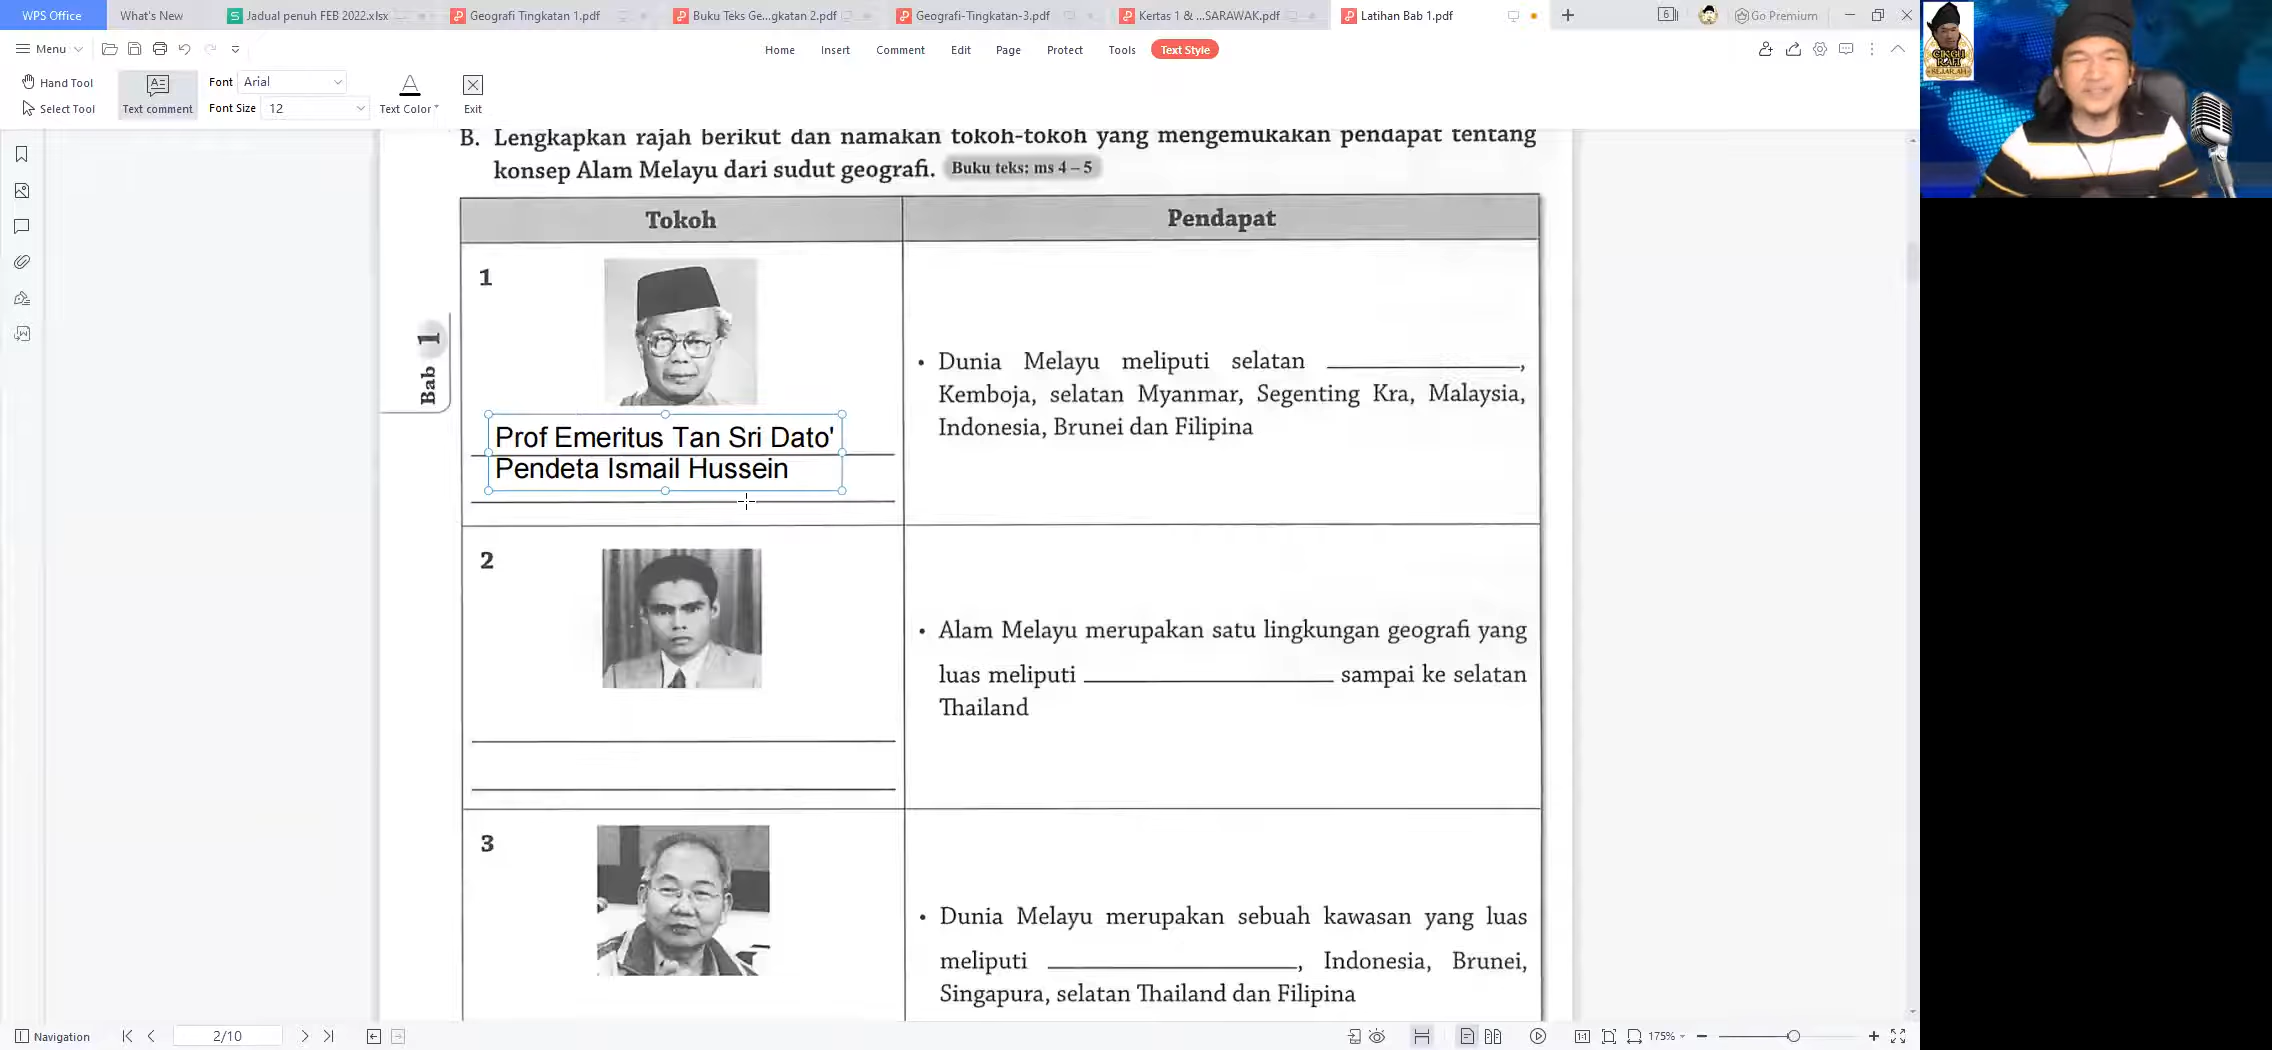 WPS Office What's New Jadual penuh FEB 2022.xlsx Geografi Tingkatan 1.pdf Buku Teks Ge...gkatan 2.pdf Geografi-Tingkatan-3.pdf Kertas 1 & ...SARAWAK.pdf Latihan Bab 1.pdf 6 Go Premium
Menu Home Insert Comment Edit Page Protect Tools Text Style
Hand Tool Font Arial
Select Tool Text comment Font Size 12 Text Color Exit
B. Lengkapkan rajah berikut dan namakan tokoh-tokoh yang mengemukakan pendapat tentang
konsep Alam Melayu dari sudut geografi. Buku teks: ms 4 – 5
Tokoh Pendapat
Bab 1
1
Prof Emeritus Tan Sri Dato'
Pendeta Ismail Hussein
• Dunia Melayu meliputi selatan ,
Kemboja, selatan Myanmar, Segenting Kra, Malaysia,
Indonesia, Brunei dan Filipina
2
• Alam Melayu merupakan satu lingkungan geografi yang
luas meliputi sampai ke selatan
Thailand
3
• Dunia Melayu merupakan sebuah kawasan yang luas
meliputi , Indonesia, Brunei,
Singapura, selatan Thailand dan Filipina
Navigation 2/10 1:1 175%
CIKGU
RAFI
SEJARAH